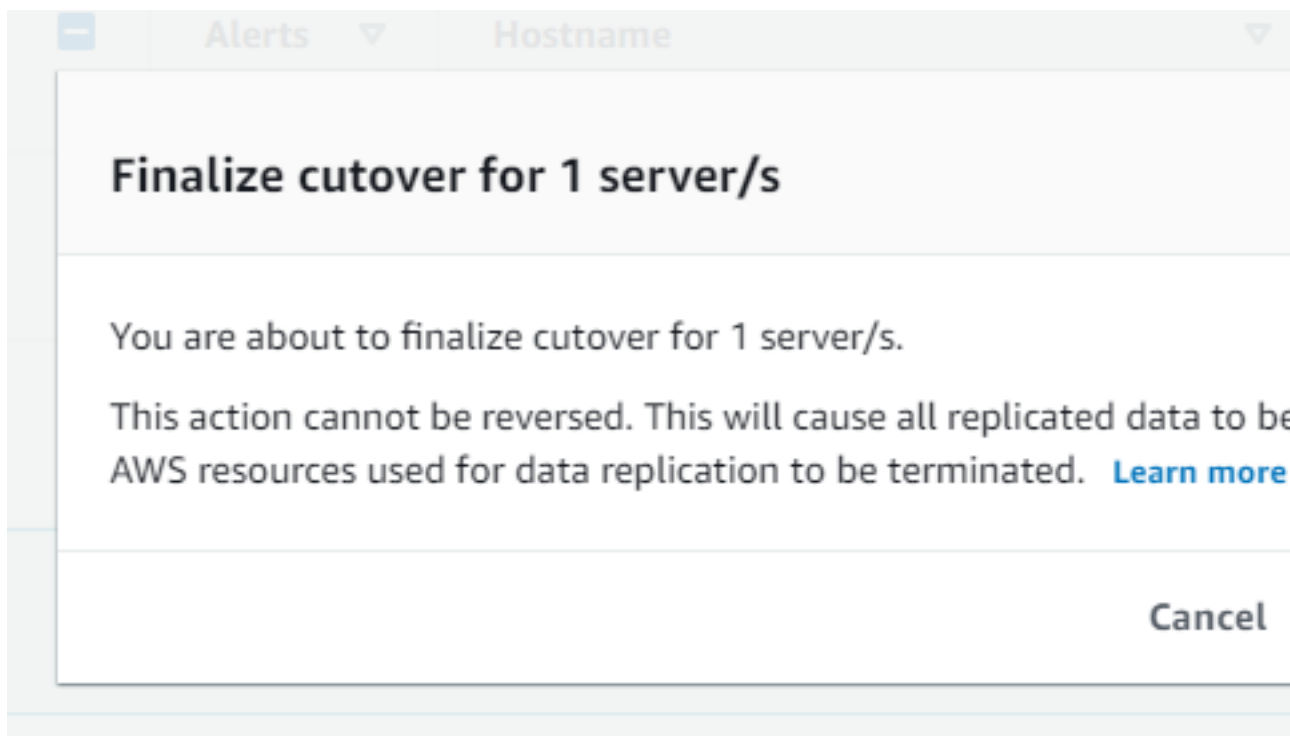 Alerts Hostname
Finalize cutover for 1 server/s
You are about to finalize cutover for 1 server/s.
This action cannot be reversed. This will cause all replicated data to be
AWS resources used for data replication to be terminated. Learn more
Cancel